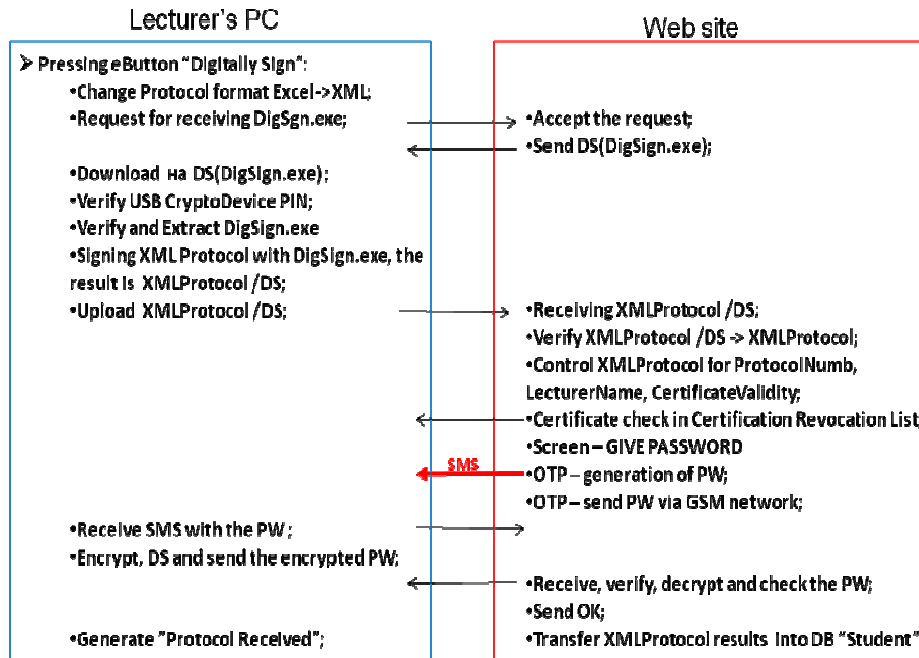 Lecturer's PC
Web site
➢ Pressing eButton "Digitally Sign":
•Change Protocol format Excel->XML;
•Request for receiving DigSgn.exe;
•Accept the request;
•Send DS(DigSign.exe);
•Download на DS(DigSign.exe);
•Verify USB CryptoDevice PIN;
•Verify and Extract DigSign.exe
•Signing XML Protocol with DigSign.exe, the
result is XMLProtocol /DS;
•Upload XMLProtocol /DS;
•Receiving XMLProtocol /DS;
•Verify XMLProtocol /DS -> XMLProtocol;
•Control XMLProtocol for ProtocolNumb,
LecturerName, CertificateValidity;
•Certificate check in Certification Revocation List
•Screen – GIVE PASSWORD
SMS
•OTP – generation of PW;
•OTP – send PW via GSM network;
•Receive SMS with the PW ;
•Encrypt, DS and send the encrypted PW;
•Receive, verify, decrypt and check the PW;
•Send OK;
•Generate "Protocol Received";
•Transfer XMLProtocol results Into DB "Student"